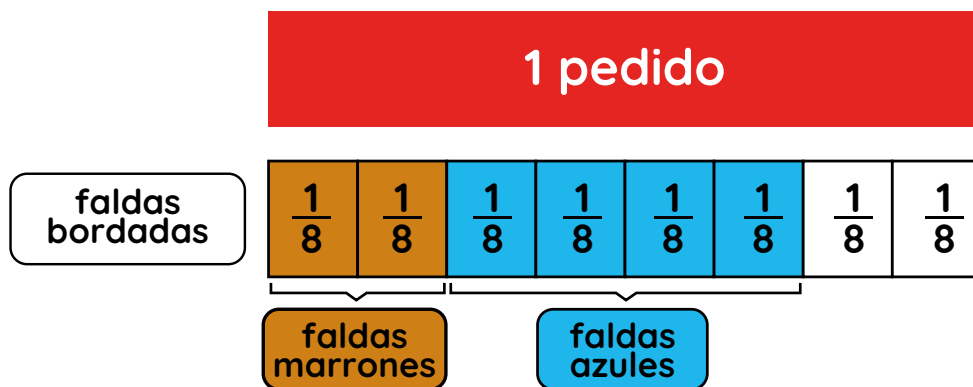 1 pedido
faldas
bordadas
1/8 1/8 1/8 1/8 1/8 1/8 1/8 1/8
faldas
marrones
faldas
azules